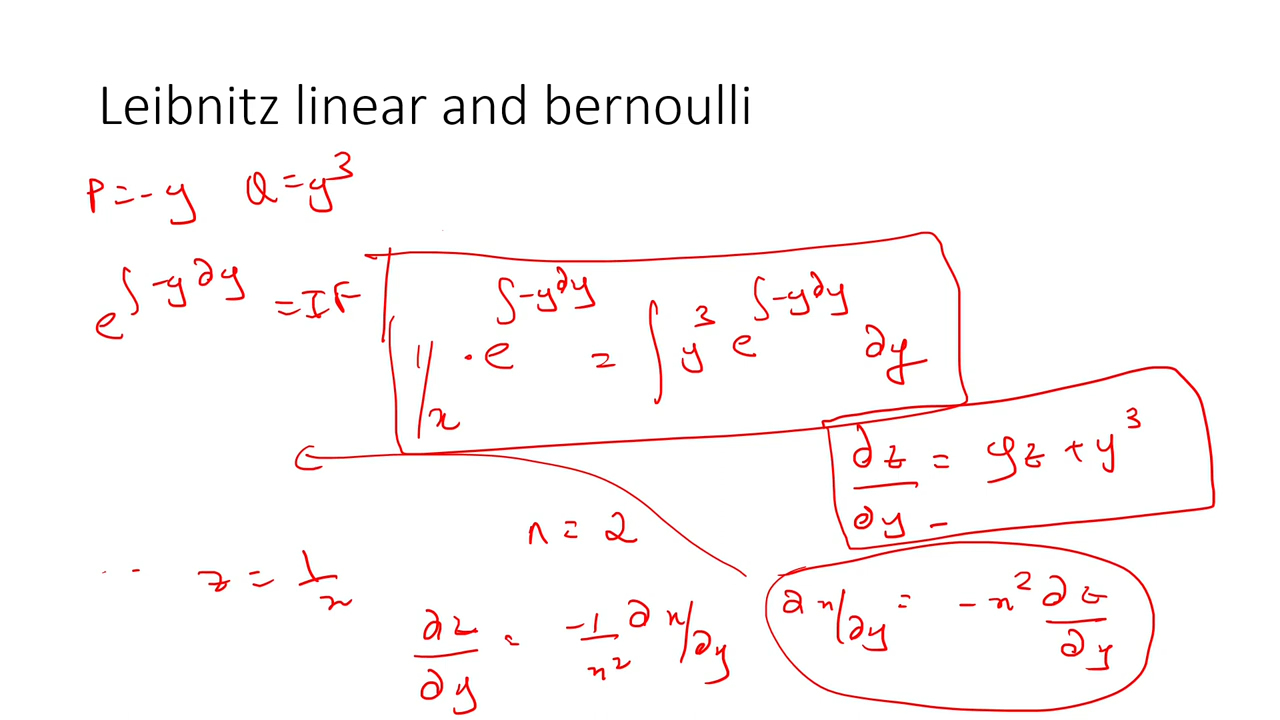 Leibnitz linear and bernoulli
P = -y Q = y³
e^∫-y∂y = IF
1/x · e^∫-y∂y = ∫ y³ e^∫-y∂y ∂y
∂z/∂y = yz + y³
n = 2
z = 1/x
∂z/∂y = -1/x² ∂x/∂y
∂x/∂y = -x² ∂z/∂y